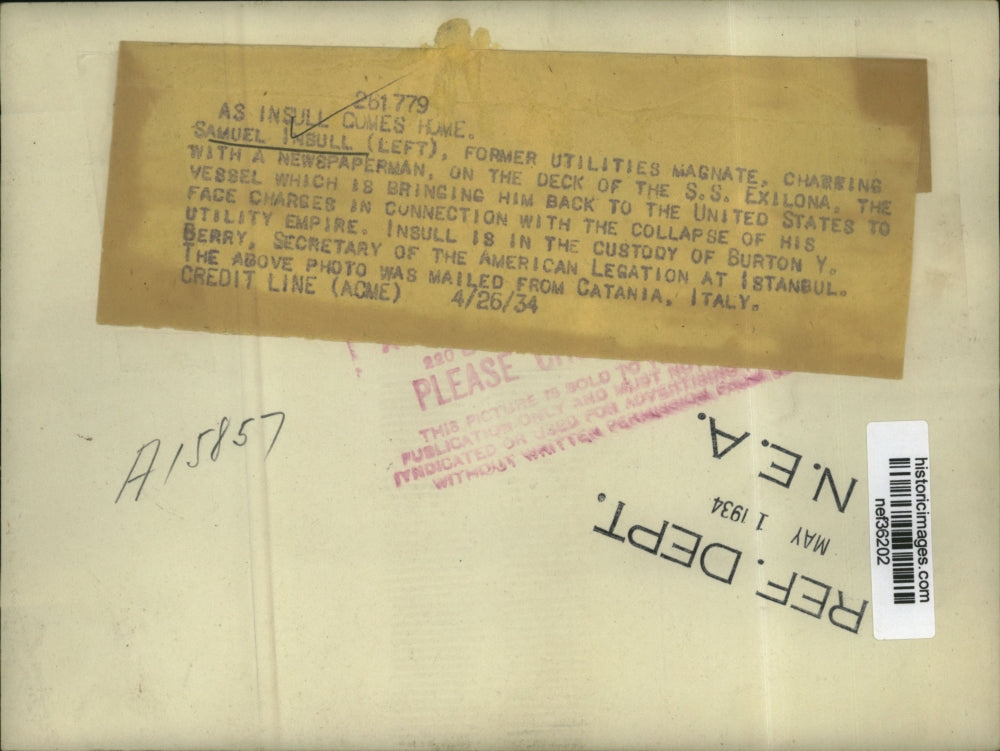 261779
AS INSULL COMES HOME.
SAMUEL INSULL (LEFT), FORMER UTILITIES MAGNATE, CHATTING
WITH A NEWSPAPERMAN, ON THE DECK OF THE S.S. EXILONA, THE
VESSEL WHICH IS BRINGING HIM BACK TO THE UNITED STATES TO
FACE CHARGES IN CONNECTION WITH THE COLLAPSE OF HIS
UTILITY EMPIRE. INSULL IS IN THE CUSTODY OF BURTON Y.
BERRY, SECRETARY OF THE AMERICAN LEGATION AT ISTANBUL.
THE ABOVE PHOTO WAS MAILED FROM CATANIA, ITALY.
CREDIT LINE (ACME) 4/26/34
220
PLEASE
THIS PICTURE IS SOLD TO
PUBLICATION ONLY AND MUST
SYNDICATED OR USED FOR ADVERTISING
WITHOUT WRITTEN PERMISSION
A15857
REF. DEPT.
MAY 1 1934
N.E.A.
historicimages.com
nef36202